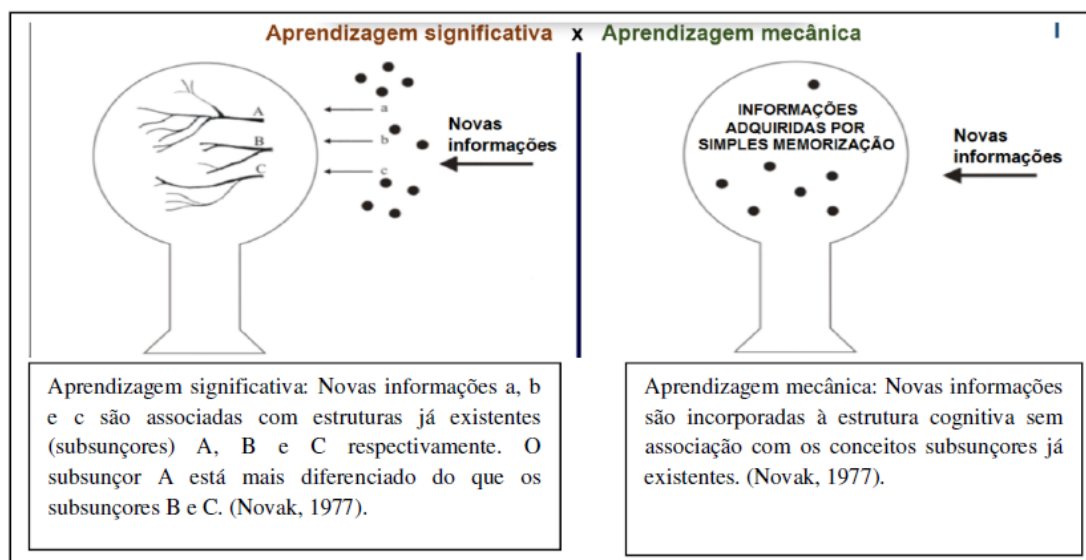 Aprendizagem significativa x Aprendizagem mecânica
I
A
B
C
a
b
c
Novas
informações
INFORMAÇÕES
ADQUIRIDAS POR
SIMPLES MEMORIZAÇÃO
Novas
informações
Aprendizagem significativa: Novas informações a, b
e c são associadas com estruturas já existentes
(subsunçores) A, B e C respectivamente. O
subsunçor A está mais diferenciado do que os
subsunçores B e C. (Novak, 1977).
Aprendizagem mecânica: Novas informações
são incorporadas à estrutura cognitiva sem
associação com os conceitos subsunçores já
existentes. (Novak, 1977).